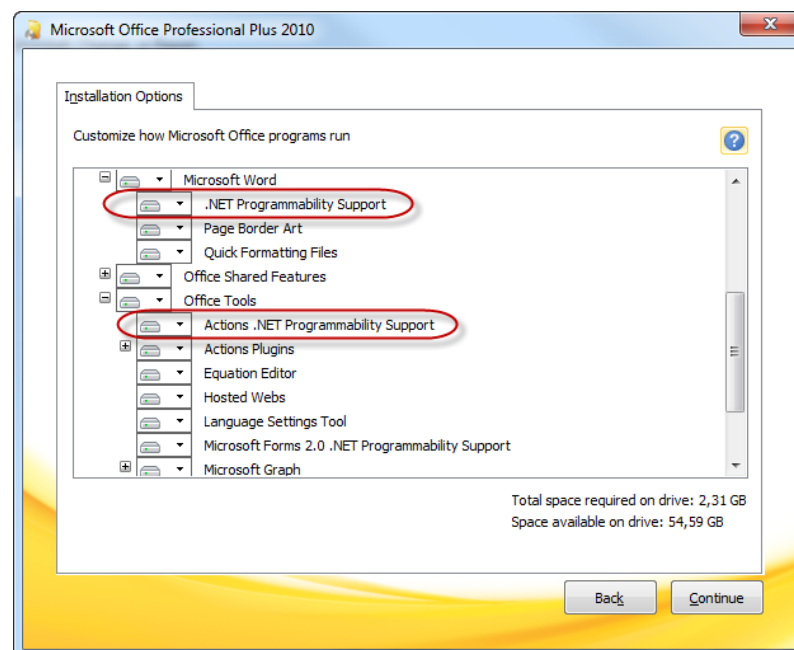 Microsoft Office Professional Plus 2010
Installation Options
Customize how Microsoft Office programs run
Microsoft Word
.NET Programmability Support
Page Border Art
Quick Formatting Files
Office Shared Features
Office Tools
Actions .NET Programmability Support
Actions Plugins
Equation Editor
Hosted Webs
Language Settings Tool
Microsoft Forms 2.0 .NET Programmability Support
Microsoft Graph
Total space required on drive: 2,31 GB
Space available on drive: 54,59 GB
Back Continue